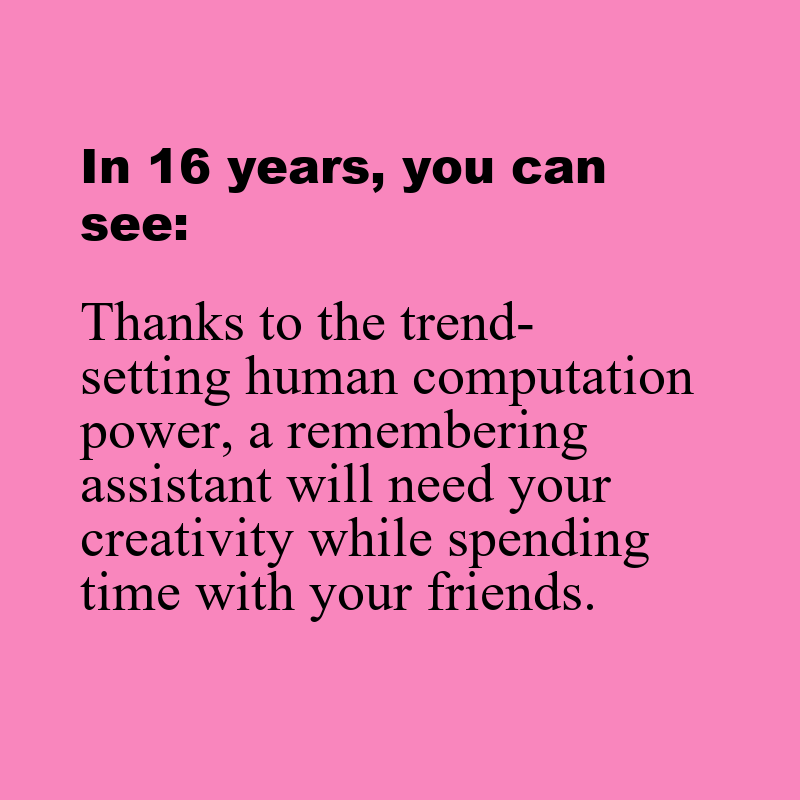 In 16 years, you can
see:
Thanks to the trend-
setting human computation
power, a remembering
assistant will need your
creativity while spending
time with your friends.